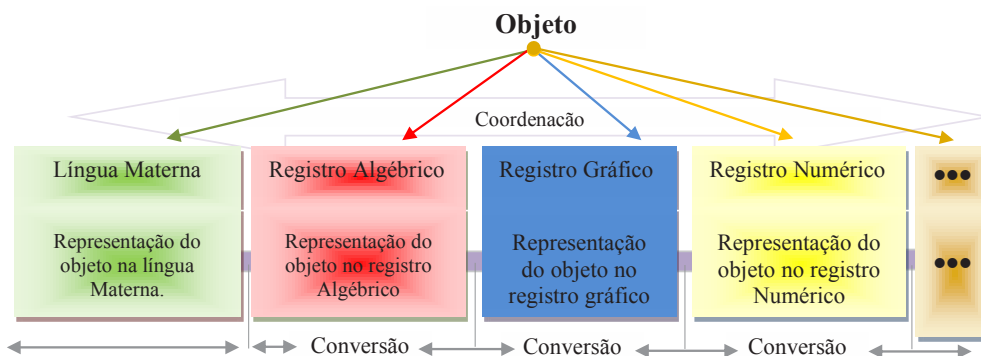 Objeto
Coordenacão
Língua Materna
Registro Algébrico
Registro Gráfico
Registro Numérico
•••
Representação do
objeto na língua
Materna.
Representação do
objeto no registro
Algébrico
Representação
do objeto no
registro gráfico
Representação do
objeto no registro
Numérico
•••
Conversão
Conversão
Conversão